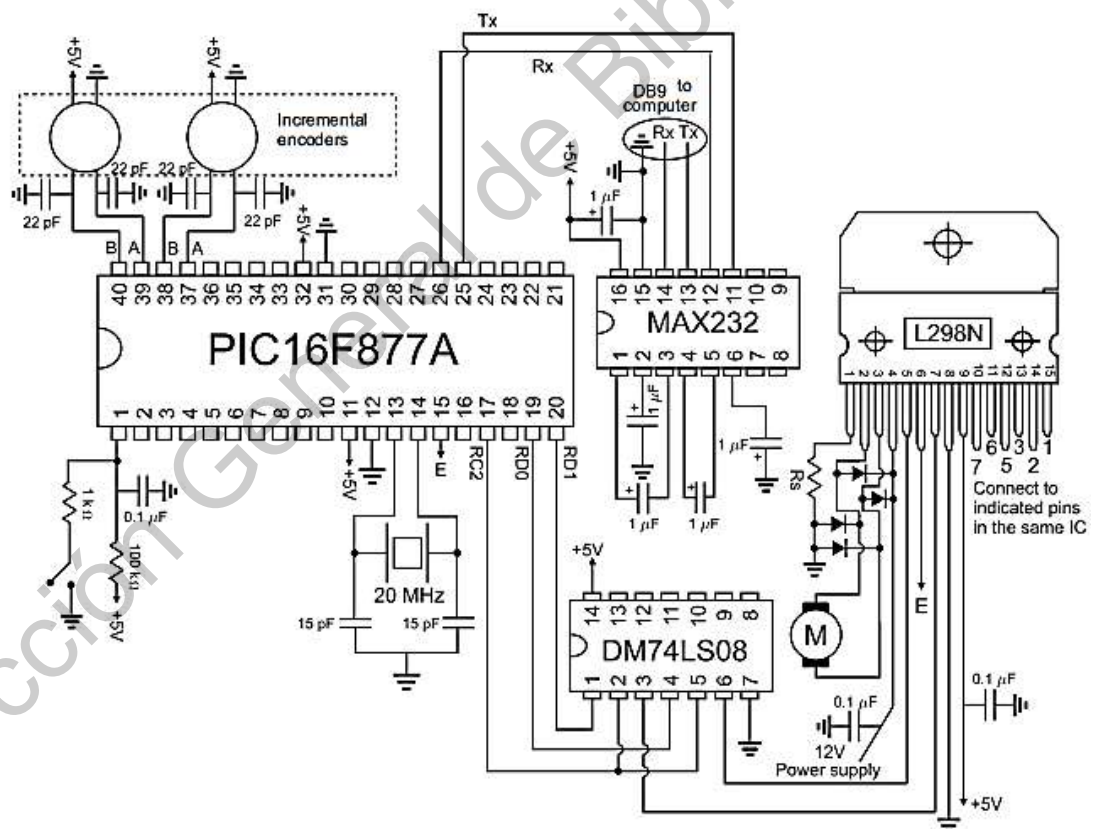 cción General de Bibl
Tx
Rx
+5V
+5V
Incremental
encoders
22 pF
22 pF
22 pF
22 pF
B
A
B
A
+5V
DB9 to
computer
Rx Tx
+5V
1 µF
40 39 38 37 36 35 34 33 32 31 30 29 28 27 26 25 24 23 22 21
PIC16F877A
1 2 3 4 5 6 7 8 9 10 11 12 13 14 15 16 17 18 19 20
16 15 14 13 12 11 10 9
MAX232
1 2 3 4 5 6 7 8
L298N
1 2 3 4 5 6 7 8 9 10 11 12 13 14 15
7 6 5 3 2 1
Connect to
indicated pins
in the same IC
1 kΩ
0.1 µF
100 kΩ
+5V
+5V
E
RC2
RD0
RD1
20 MHz
15 pF
15 pF
1 µF
1 µF
1 µF
1 µF
Rs
+5V
14 13 12 11 10 9 8
DM74LS08
1 2 3 4 5 6 7
M
E
0.1 µF
12V
Power supply
0.1 µF
+5V